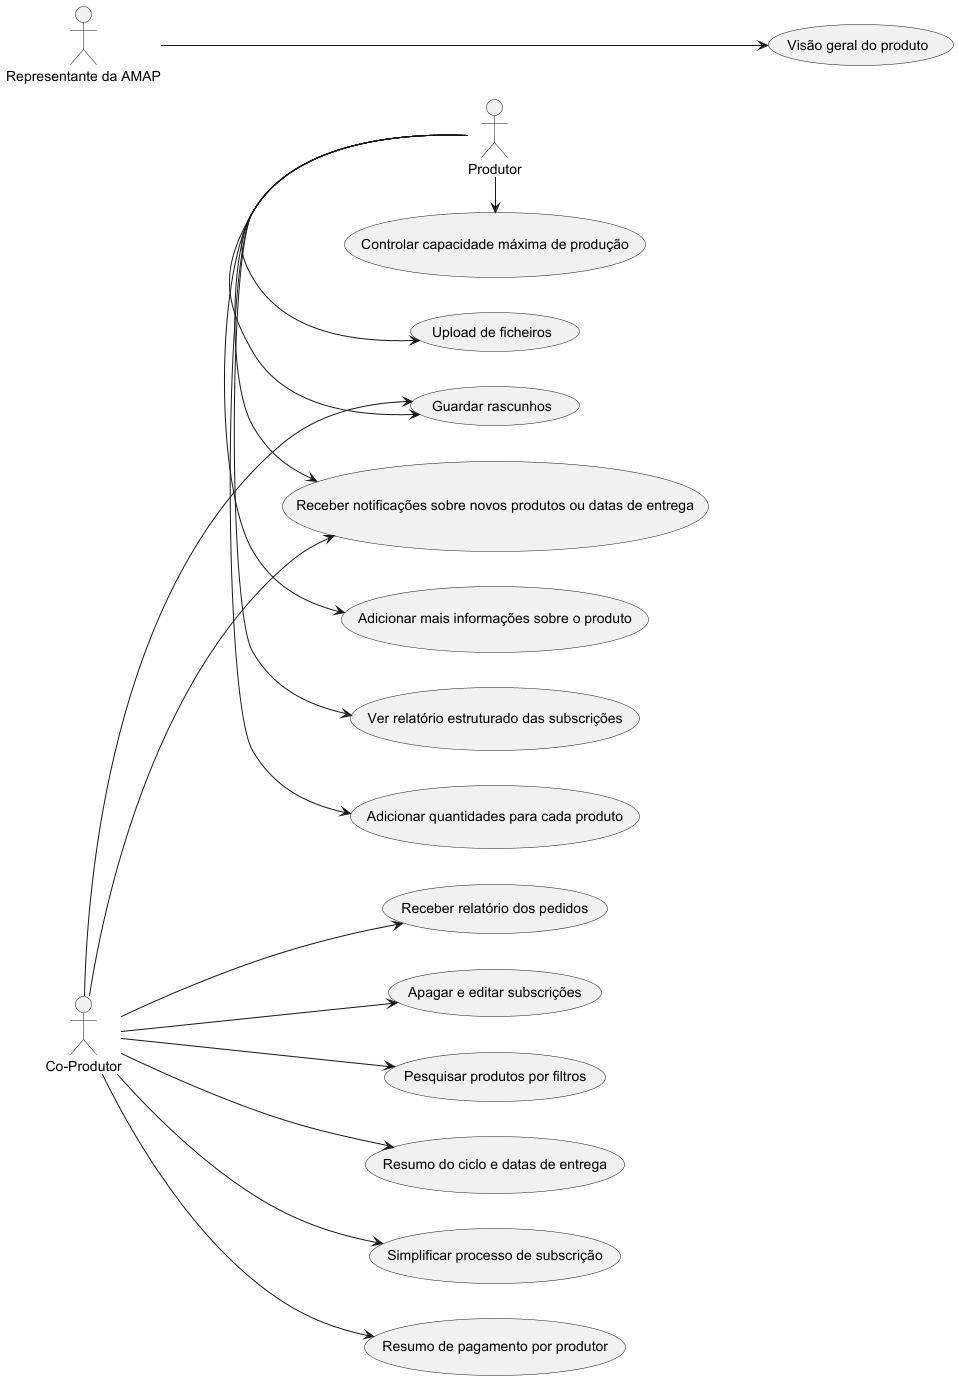 Visão geral do produto
Representante da AMAP
Produtor
Controlar capacidade máxima de produção
Upload de ficheiros
Guardar rascunhos
Receber notificações sobre novos produtos ou datas de entrega
Adicionar mais informações sobre o produto
Ver relatório estruturado das subscrições
Adicionar quantidades para cada produto
Receber relatório dos pedidos
Apagar e editar subscrições
Co-Produtor
Pesquisar produtos por filtros
Resumo do ciclo e datas de entrega
Simplificar processo de subscrição
Resumo de pagamento por produtor